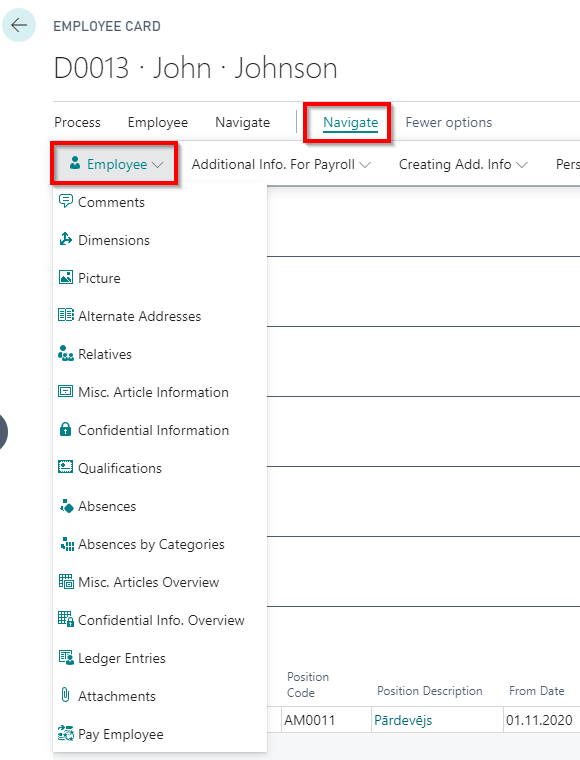 EMPLOYEE CARD
D0013 · John · Johnson
Process Employee Navigate Navigate Fewer options
Employee Additional Info. For Payroll Creating Add. Info Pers
Comments
Dimensions
Picture
Alternate Addresses
Relatives
Misc. Article Information
Confidential Information
Qualifications
Absences
Absences by Categories
Misc. Articles Overview
Confidential Info. Overview
Ledger Entries
Attachments
Pay Employee
Position
Code Position Description From Date
AM0011 Pārdevējs 01.11.2020